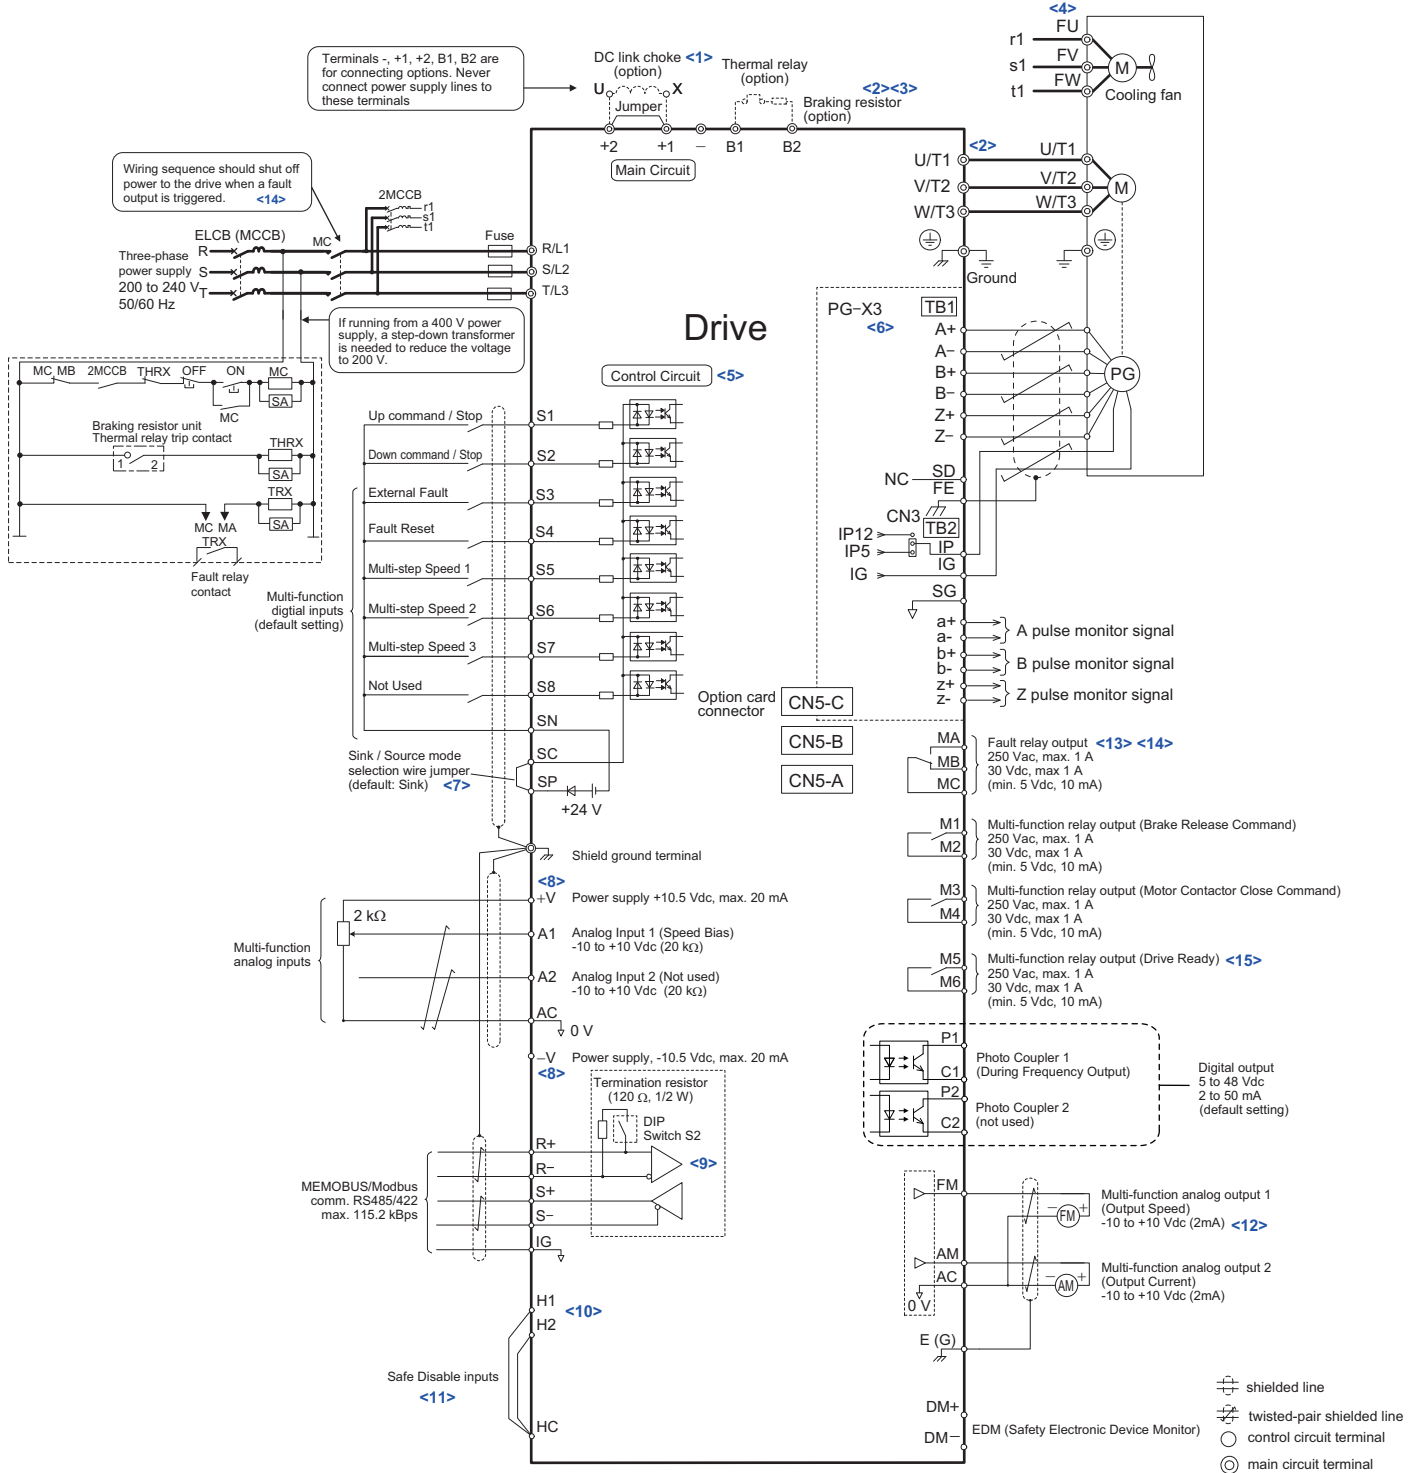 <4>
FU
r1
FV
s1
FW
t1
M
Cooling fan
Terminals -, +1, +2, B1, B2 are
for connecting options. Never
connect power supply lines to
these terminals
DC link choke <1>
(option)
U X
Jumper
Thermal relay
(option)
<2><3>
Braking resistor
(option)
+2 +1 – B1 B2
Main Circuit
Wiring sequence should shut off
power to the drive when a fault
output is triggered. <14>
2MCCB
r1
s1
t1
ELCB (MCCB)
MC
Fuse
Three-phase
power supply
200 to 240 V
50/60 Hz
R
S
T
R/L1
S/L2
T/L3
<2>
U/T1 U/T1
V/T2 V/T2
W/T3 W/T3
M
Ground
If running from a 400 V power
supply, a step-down transformer
is needed to reduce the voltage
to 200 V.
Drive
PG−X3
<6>
TB1
A+
A−
B+
B−
Z+
Z−
PG
NC SD
FE
CN3
TB2
IP12
IP5
IP
IG
IG
SG
a+
a-
A pulse monitor signal
b+
b-
B pulse monitor signal
z+
z-
Z pulse monitor signal
MC MB 2MCCB THRX OFF ON MC
SA
MC
Braking resistor unit
Thermal relay trip contact
1 2
THRX
SA
TRX
SA
MC MA
TRX
Fault relay
contact
Control Circuit <5>
Up command / Stop S1
Down command / Stop S2
External Fault S3
Fault Reset S4
Multi-step Speed 1 S5
Multi-step Speed 2 S6
Multi-step Speed 3 S7
Not Used S8
Multi-function
digtial inputs
(default setting)
SN
SC
SP
+24 V
Sink / Source mode
selection wire jumper
(default: Sink) <7>
Option card
connector
CN5-C
CN5-B
CN5-A
MA
MB
MC
Fault relay output <13> <14>
250 Vac, max. 1 A
30 Vdc, max 1 A
(min. 5 Vdc, 10 mA)
M1
M2
Multi-function relay output (Brake Release Command)
250 Vac, max. 1 A
30 Vdc, max 1 A
(min. 5 Vdc, 10 mA)
M3
M4
Multi-function relay output (Motor Contactor Close Command)
250 Vac, max. 1 A
30 Vdc, max 1 A
(min. 5 Vdc, 10 mA)
M5
M6
Multi-function relay output (Drive Ready) <15>
250 Vac, max. 1 A
30 Vdc, max 1 A
(min. 5 Vdc, 10 mA)
Shield ground terminal
<8>
+V Power supply +10.5 Vdc, max. 20 mA
2 kΩ
A1 Analog Input 1 (Speed Bias)
-10 to +10 Vdc (20 kΩ)
Multi-function
analog inputs
A2 Analog Input 2 (Not used)
-10 to +10 Vdc (20 kΩ)
AC
0 V
−V Power supply, -10.5 Vdc, max. 20 mA
<8>
P1
C1
Photo Coupler 1
(During Frequency Output)
P2
C2
Photo Coupler 2
(not used)
Digital output
5 to 48 Vdc
2 to 50 mA
(default setting)
Termination resistor
(120 Ω, 1/2 W)
DIP
Switch S2
<9>
R+
R−
S+
S−
IG
MEMOBUS/Modbus
comm. RS485/422
max. 115.2 kBps
FM
− FM +
Multi-function analog output 1
(Output Speed)
-10 to +10 Vdc (2mA) <12>
AM
AC
0 V
− AM +
Multi-function analog output 2
(Output Current)
-10 to +10 Vdc (2mA)
E (G)
H1
<10>
H2
Safe Disable inputs
<11>
HC
DM+
DM−
EDM (Safety Electronic Device Monitor)
shielded line
twisted-pair shielded line
control circuit terminal
main circuit terminal